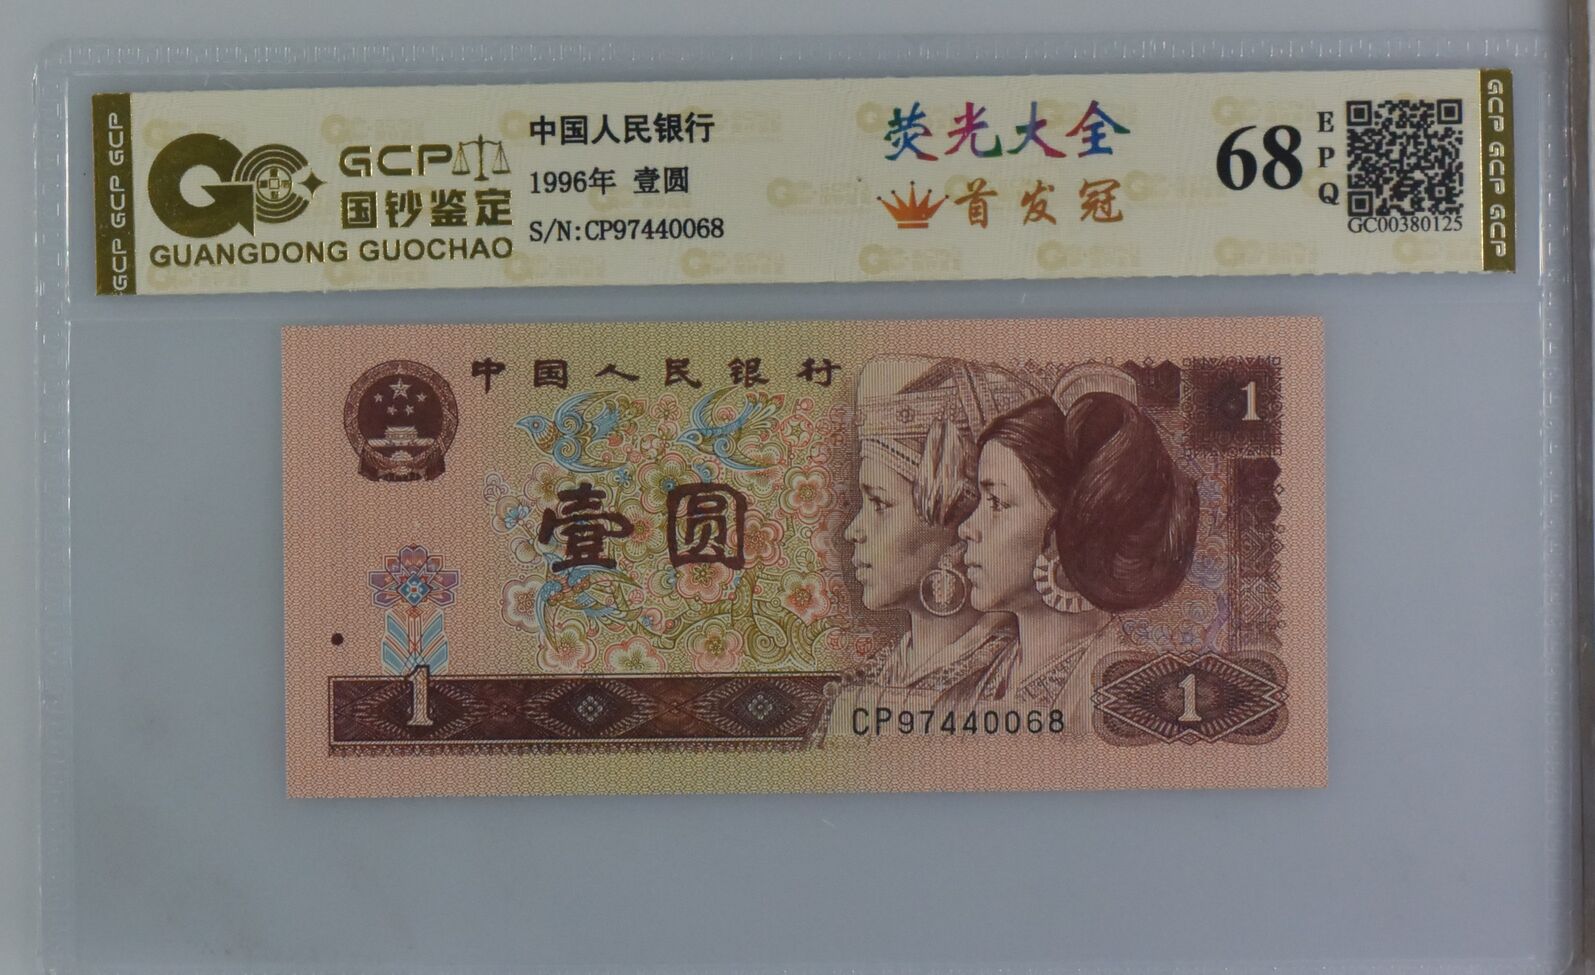 GCP GCP GCP
GCP
国钞鉴定
GUANGDONG GUOCHAO
中国人民银行
1996年 壹圆
S/N:CP97440068
荧光大全
首发冠
68
E
P
Q
GC00380125
GCP GCP GCP
中国人民银行
1
壹圆
1
CP97440068
1